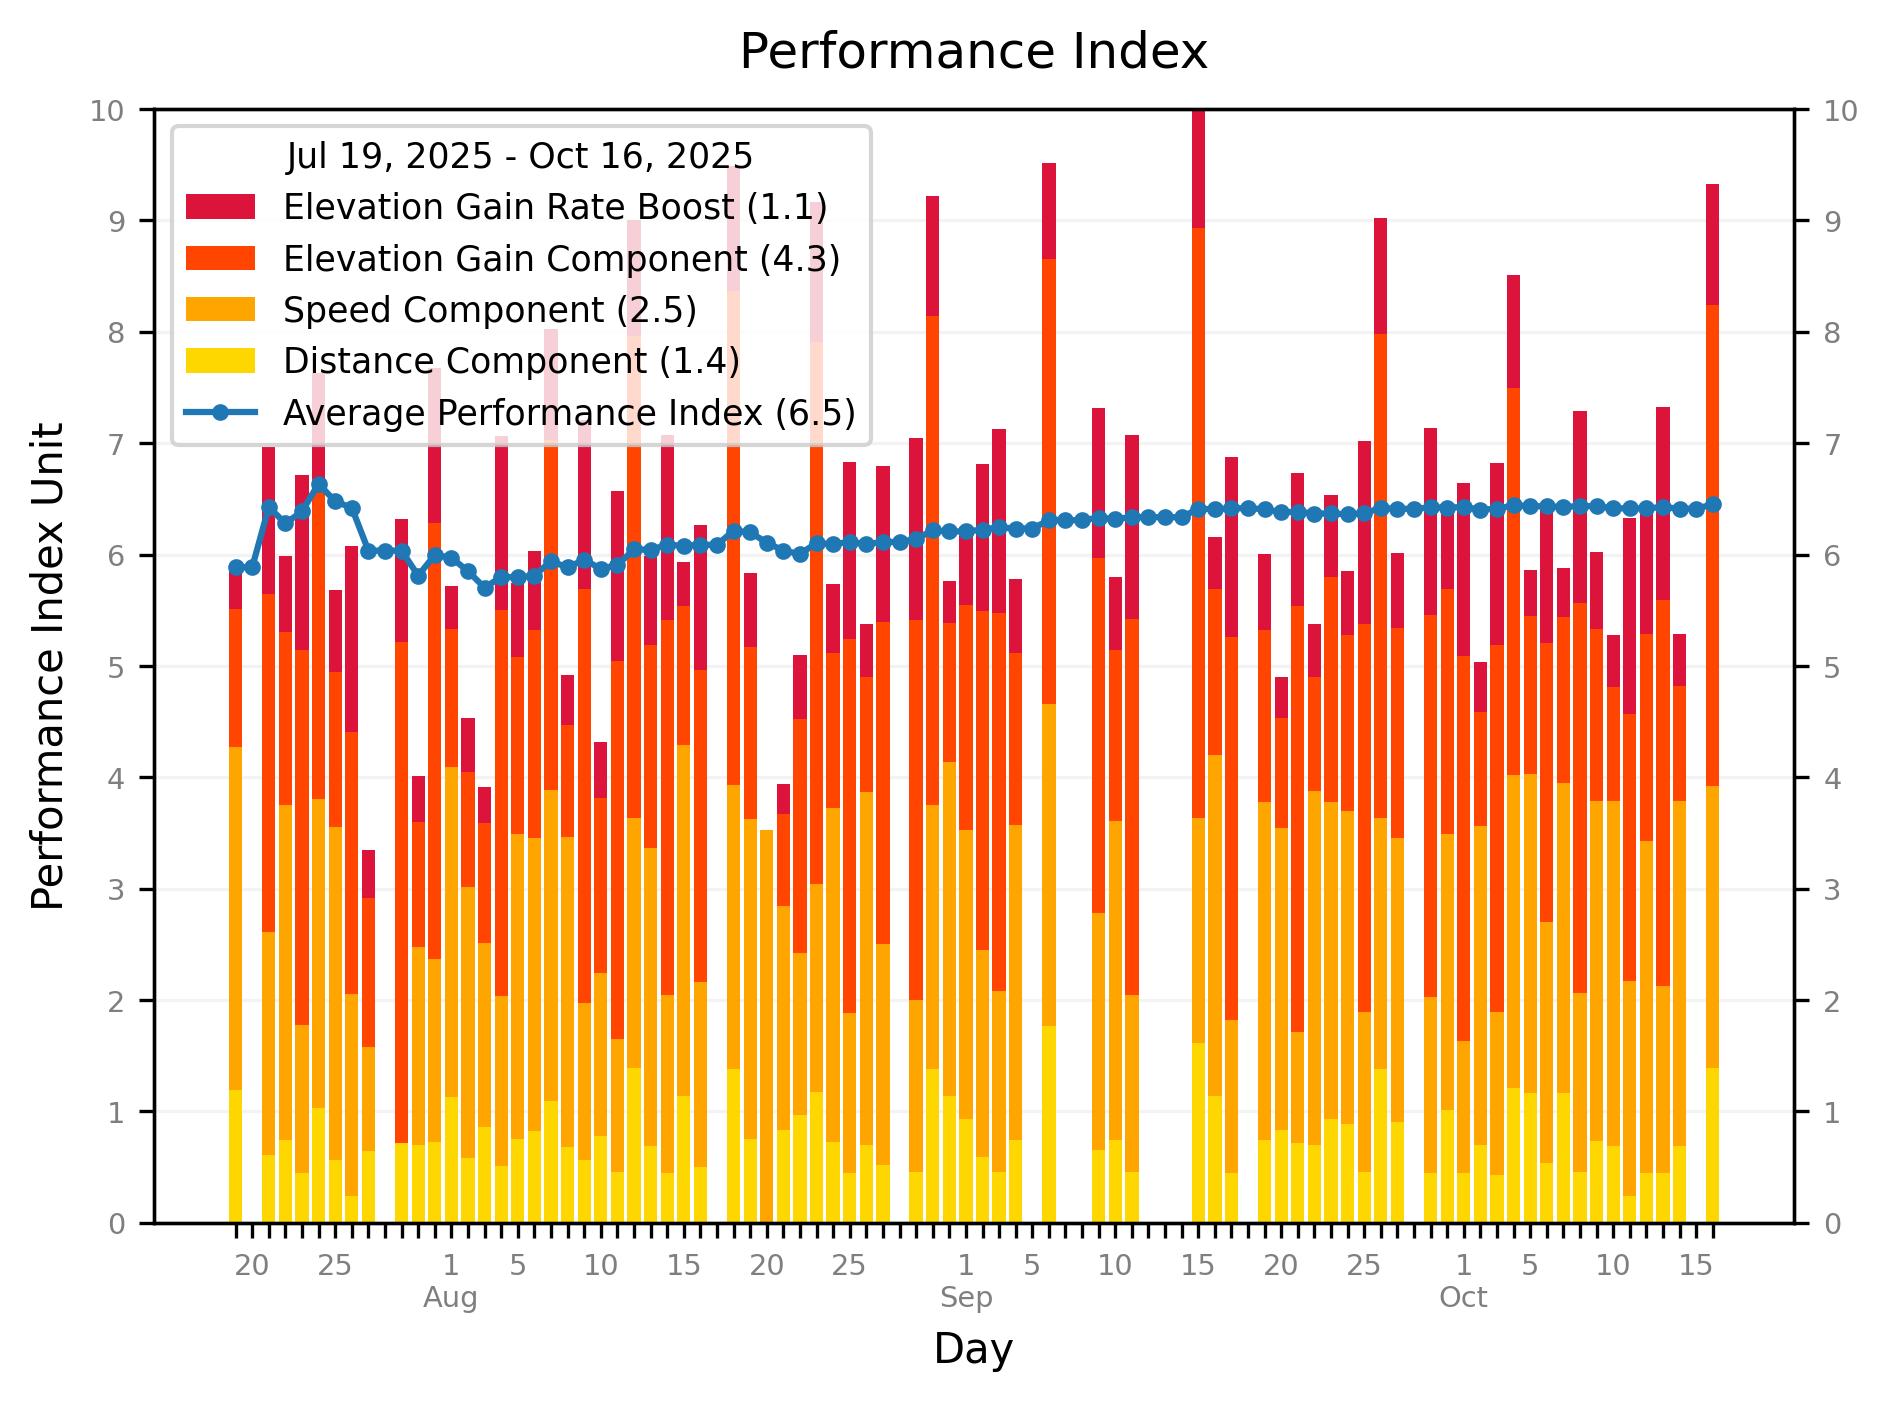 Performance Index
Jul 19, 2025 - Oct 16, 2025
Elevation Gain Rate Boost (1.1)
Elevation Gain Component (4.3)
Speed Component (2.5)
Distance Component (1.4)
Average Performance Index (6.5)
Performance Index Unit
10
9
8
7
6
5
4
3
2
1
0
10
9
8
7
6
5
4
3
2
1
0
20 25 1 5 10 15 20 25 1 5 10 15 20 25 1 5 10 15
Aug Sep Oct
Day